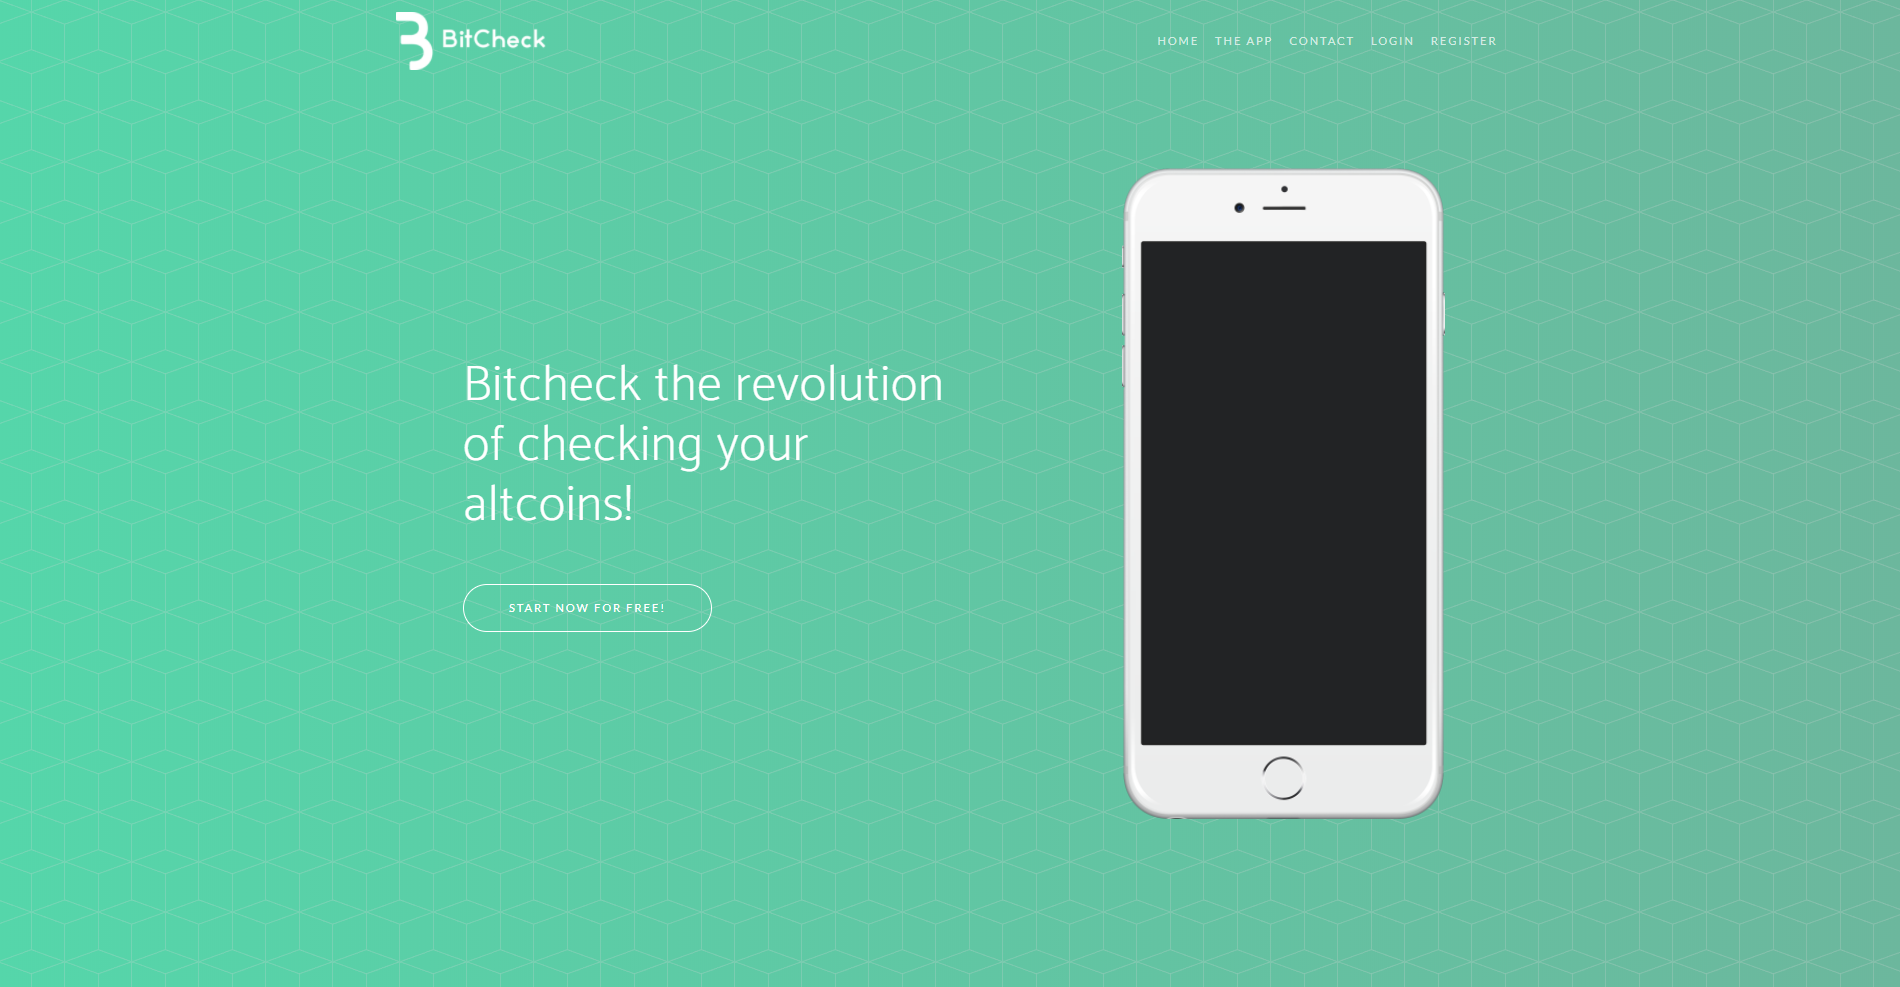 BitCheck
HOME THE APP CONTACT LOGIN REGISTER
Bitcheck the revolution
of checking your
altcoins!
START NOW FOR FREE!